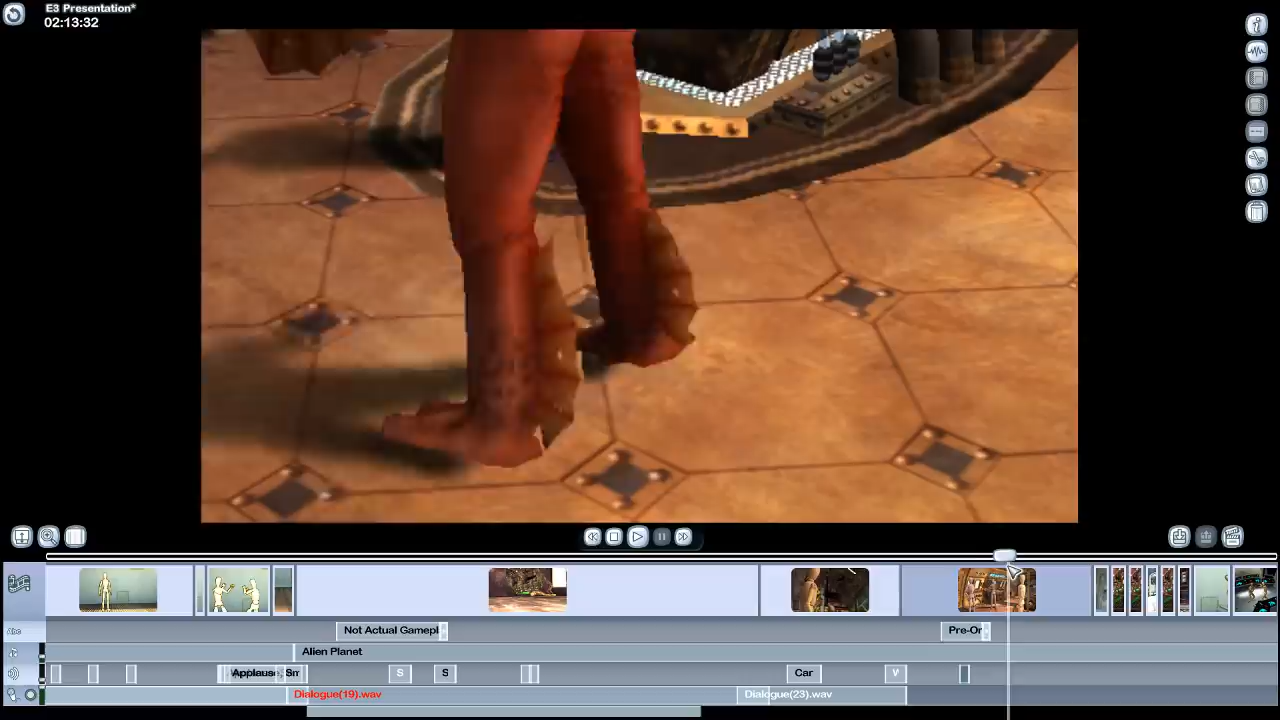 E3 Presentation*
02:13:32
Abc
Not Actual Gamepl
Pre-Or
Alien Planet
Applause, Sm
S
S
Car
Dialogue(19).wav
Dialogue(23).wav